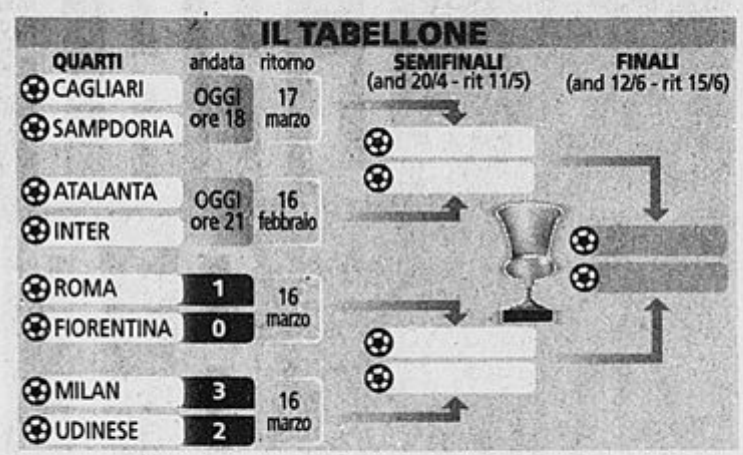 IL TABELLONE
QUARTI andata ritorno SEMIFINALI FINALI
(and 20/4 - rit 11/5) (and 12/6 - rit 15/6)
CAGLIARI
SAMPDORIA
OGGI
ore 18
17
marzo
ATALANTA
INTER
OGGI
ore 21
16
febbraio
ROMA 1
FIORENTINA 0
16
marzo
MILAN 3
UDINESE 2
16
marzo